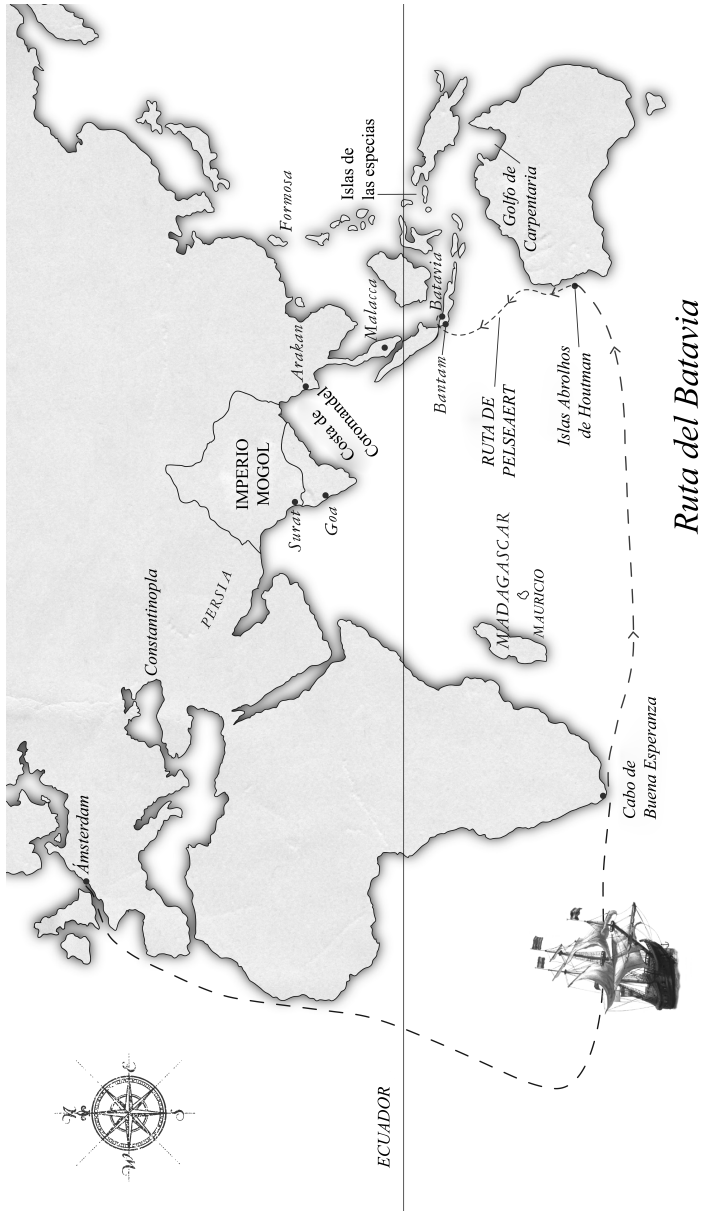 Ámsterdam
Constantinopla
PERSIA
IMPERIO
MOGOL
Surat
Goa
Costa de
Coromandel
Arakan
Malacca
Formosa
Islas de
las especias
ECUADOR
Bantam
Batavia
MADAGASCAR
MAURICIO
RUTA DE
PELSEAERT
Golfo de
Carpentaria
Islas Abrolhos
de Houtman
Cabo de
Buena Esperanza
Ruta del Batavia
N
W
S